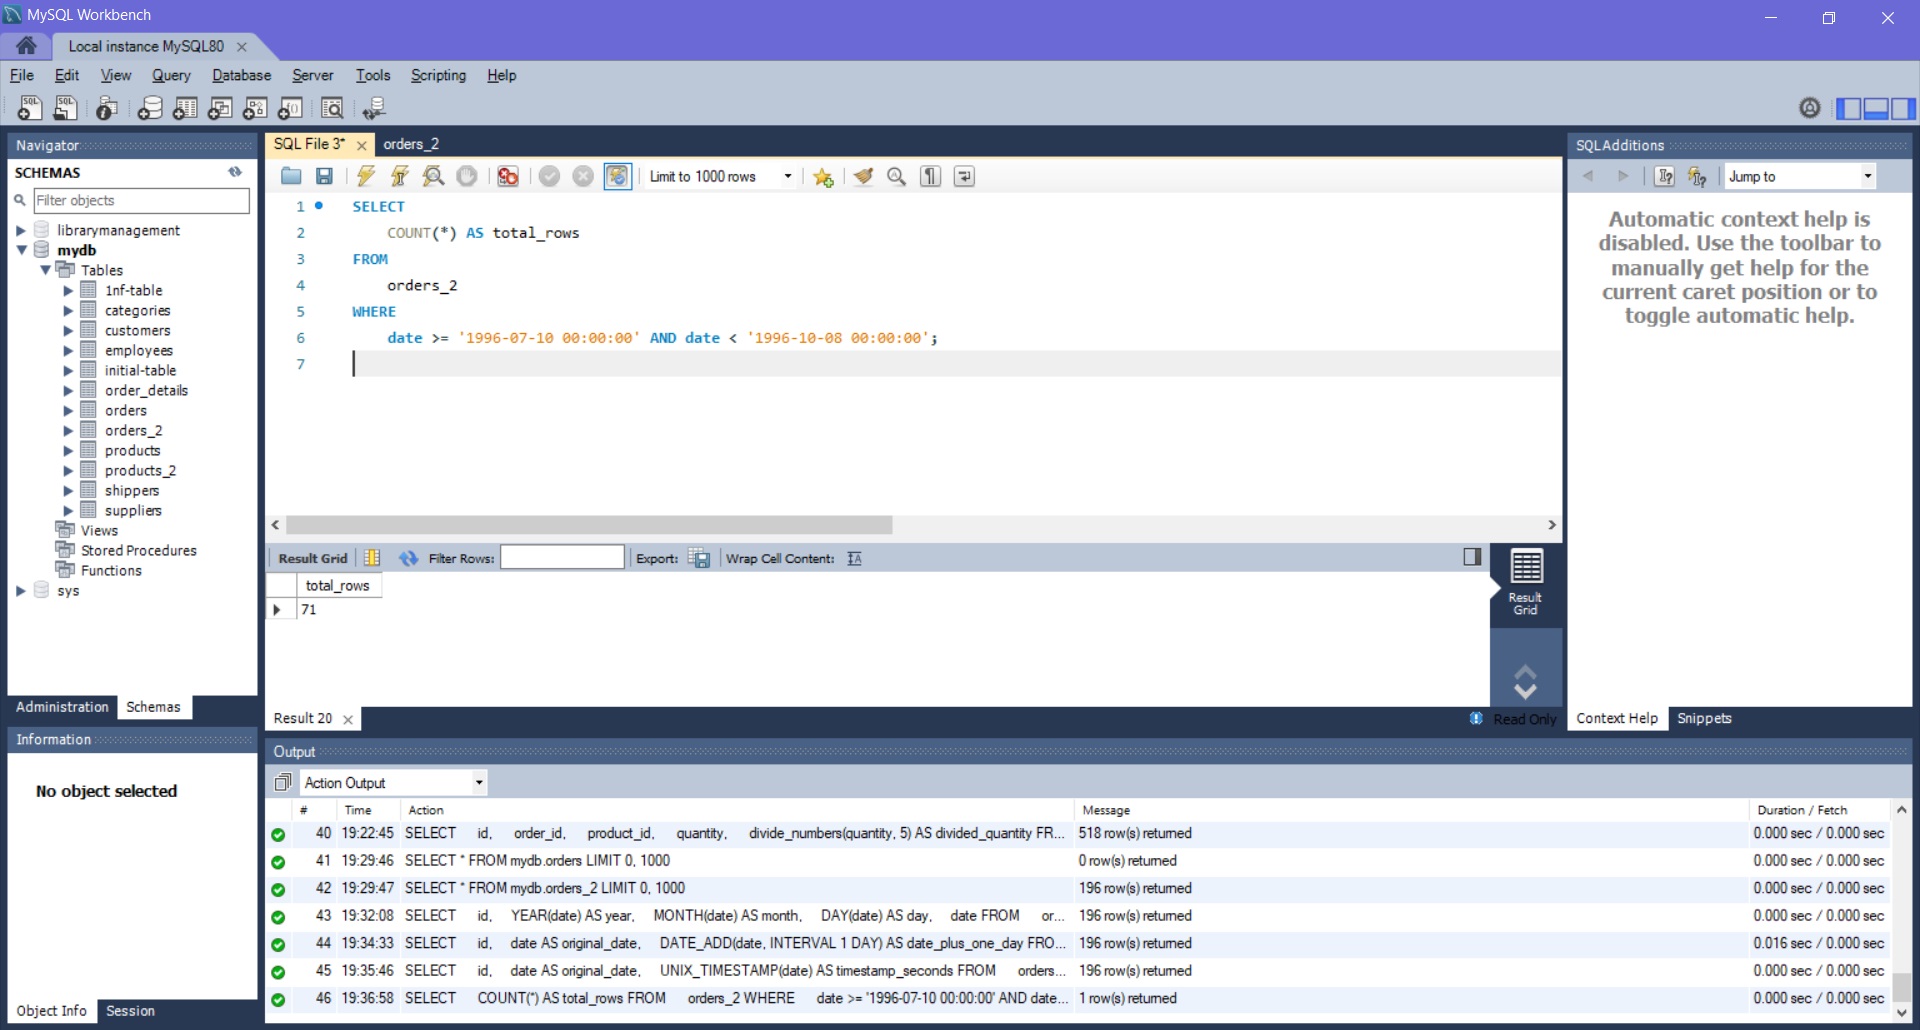 MySQL Workbench
Local instance MySQL80
File Edit View Query Database Server Tools Scripting Help
Navigator
SCHEMAS
Filter objects
librarymanagement
mydb
Tables
1nf-table
categories
customers
employees
initial-table
order_details
orders
orders_2
products
products_2
shippers
suppliers
Views
Stored Procedures
Functions
sys
Administration Schemas
Information
No object selected
Object Info Session
SQL File 3* orders_2
Limit to 1000 rows
1 SELECT
2 COUNT(*) AS total_rows
3 FROM
4 orders_2
5 WHERE
6 date >= '1996-07-10 00:00:00' AND date < '1996-10-08 00:00:00';
7
Result Grid Filter Rows: Export: Wrap Cell Content:
total_rows
71
Result
Grid
Result 20 Read Only
SQLAdditions
Jump to
Automatic context help is
disabled. Use the toolbar to
manually get help for the
current caret position or to
toggle automatic help.
Context Help Snippets
Output
Action Output
# Time Action Message Duration / Fetch
40 19:22:45 SELECT id, order_id, product_id, quantity, divide_numbers(quantity, 5) AS divided_quantity FR... 518 row(s) returned 0.000 sec / 0.000 sec
41 19:29:46 SELECT * FROM mydb.orders LIMIT 0, 1000 0 row(s) returned 0.000 sec / 0.000 sec
42 19:29:47 SELECT * FROM mydb.orders_2 LIMIT 0, 1000 196 row(s) returned 0.000 sec / 0.000 sec
43 19:32:08 SELECT id, YEAR(date) AS year, MONTH(date) AS month, DAY(date) AS day, date FROM or... 196 row(s) returned 0.000 sec / 0.000 sec
44 19:34:33 SELECT id, date AS original_date, DATE_ADD(date, INTERVAL 1 DAY) AS date_plus_one_day FRO... 196 row(s) returned 0.016 sec / 0.000 sec
45 19:35:46 SELECT id, date AS original_date, UNIX_TIMESTAMP(date) AS timestamp_seconds FROM orders... 196 row(s) returned 0.000 sec / 0.000 sec
46 19:36:58 SELECT COUNT(*) AS total_rows FROM orders_2 WHERE date >= '1996-07-10 00:00:00' AND date... 1 row(s) returned 0.000 sec / 0.000 sec